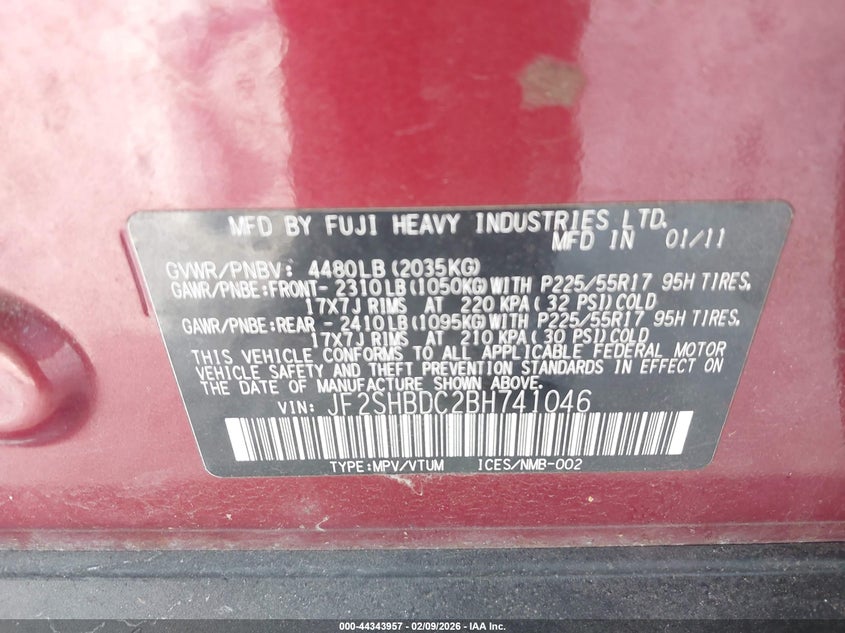 MFD BY FUJI HEAVY INDUSTRIES LTD.
MFD IN 01/11
GVWR/PNBV: 4480LB(2035KG)
GAWR/PNBE:FRONT- 2310LB(1050KG)WITH P225/55R17 95H TIRES,
17X7J RIMS AT 220 KPA( 32 PSI)COLD
GAWR/PNBE:REAR - 2410LB(1095KG)WITH P225/55R17 95H TIRES,
17X7J RIMS AT 210 KPA( 30 PSI)COLD
THIS VEHICLE CONFORMS TO ALL APPLICABLE FEDERAL MOTOR
VEHICLE SAFETY AND THEFT PREVENTION STANDARDS IN EFFECT ON
THE DATE OF MANUFACTURE SHOWN ABOVE.
VIN: JF2SHBDC2BH741046
TYPE:MPV/VTUM ICES/NMB-002
000-44343957 - 02/09/2026 - IAA Inc.